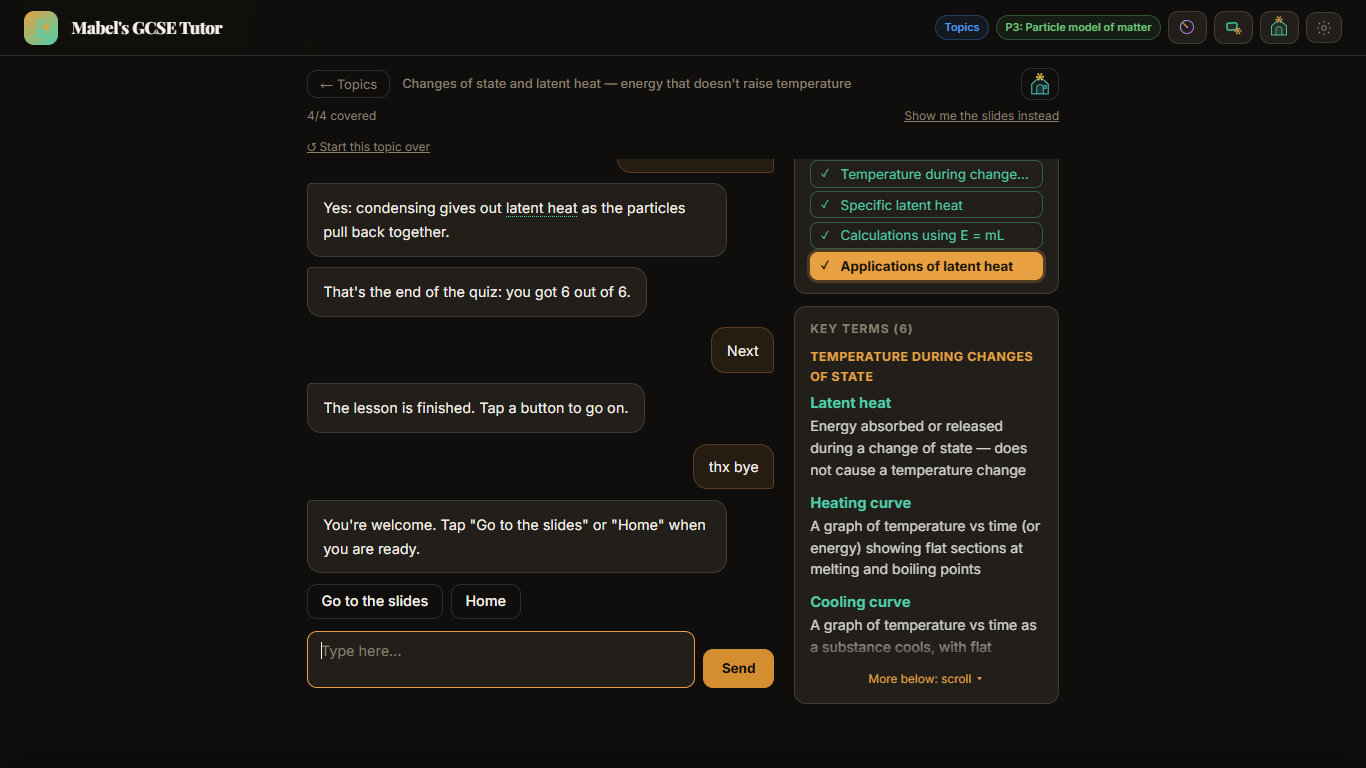 Mabel's GCSE Tutor
Topics
P3: Particle model of matter
← Topics
Changes of state and latent heat — energy that doesn't raise temperature
4/4 covered
Show me the slides instead
↺ Start this topic over
Yes: condensing gives out latent heat as the particles
pull back together.
That's the end of the quiz: you got 6 out of 6.
Next
The lesson is finished. Tap a button to go on.
thx bye
You're welcome. Tap "Go to the slides" or "Home" when
you are ready.
Go to the slides
Home
Type here...
Send
✓ Temperature during change...
✓ Specific latent heat
✓ Calculations using E = mL
✓ Applications of latent heat
KEY TERMS (6)
TEMPERATURE DURING CHANGES
OF STATE
Latent heat
Energy absorbed or released
during a change of state — does
not cause a temperature change
Heating curve
A graph of temperature vs time (or
energy) showing flat sections at
melting and boiling points
Cooling curve
A graph of temperature vs time as
a substance cools, with flat
More below: scroll ▾